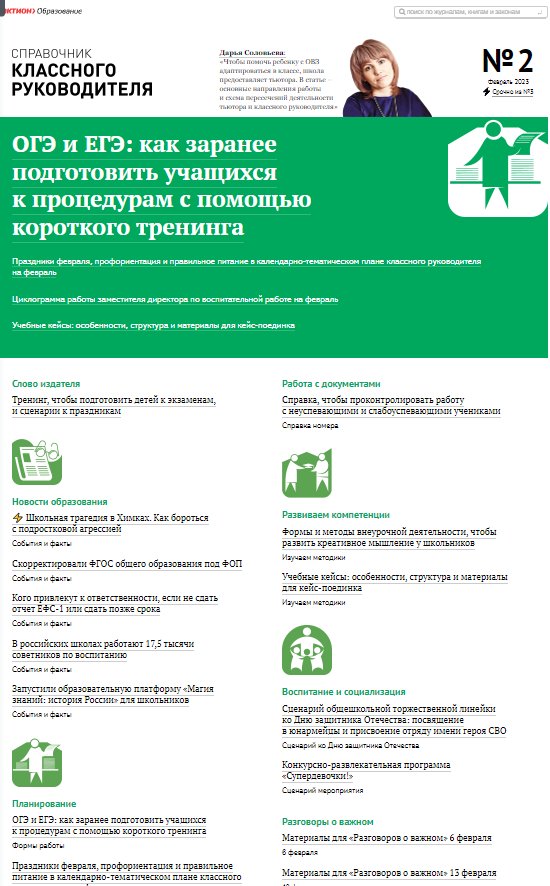 АКТИОН Образование
поиск по журналам, книгам и законам
СПРАВОЧНИК
КЛАССНОГО
РУКОВОДИТЕЛЯ
Дарья Соловьева:
«Чтобы помочь ребенку с ОВЗ
адаптироваться в классе, школа
предоставляет тьютора. В статье –
основные направления работы
и схема пересечений деятельности
тьютора и классного руководителя»
№ 2
Февраль 2023
Срочно из №3
ОГЭ и ЕГЭ: как заранее
подготовить учащихся
к процедурам с помощью
короткого тренинга
Праздники февраля, профориентация и правильное питание в календарно-тематическом плане классного руководителя
на февраль
Циклограмма работы заместителя директора по воспитательной работе на февраль
Учебные кейсы: особенности, структура и материалы для кейс-поединка
Слово издателя
Тренинг, чтобы подготовить детей к экзаменам,
и сценарии к праздникам
Новости образования
Школьная трагедия в Химках. Как бороться
с подростковой агрессией
События и факты
Скорректировали ФГОС общего образования под ФОП
События и факты
Кого привлекут к ответственности, если не сдать
отчет ЕФС-1 или сдать позже срока
События и факты
В российских школах работают 17,5 тысячи
советников по воспитанию
События и факты
Запустили образовательную платформу «Магия
знаний: история России» для школьников
События и факты
Планирование
ОГЭ и ЕГЭ: как заранее подготовить учащихся
к процедурам с помощью короткого тренинга
Формы работы
Праздники февраля, профориентация и правильное
питание в календарно-тематическом плане классного
Работа с документами
Справка, чтобы проконтролировать работу
с неуспевающими и слабоуспевающими учениками
Справка номера
Развиваем компетенции
Формы и методы внеурочной деятельности, чтобы
развить креативное мышление у школьников
Изучаем методики
Учебные кейсы: особенности, структура и материалы
для кейс-поединка
Изучаем методики
Воспитание и социализация
Сценарий общешкольной торжественной линейки
ко Дню защитника Отечества: посвящение
в юнармейцы и присвоение отряду имени героя СВО
Сценарий ко Дню защитника Отечества
Конкурсно-развлекательная программа
«Супердевочки!»
Сценарий мероприятия
Разговоры о важном
Материалы для «Разговоров о важном» 6 февраля
6 февраля
Материалы для «Разговоров о важном» 13 февраля